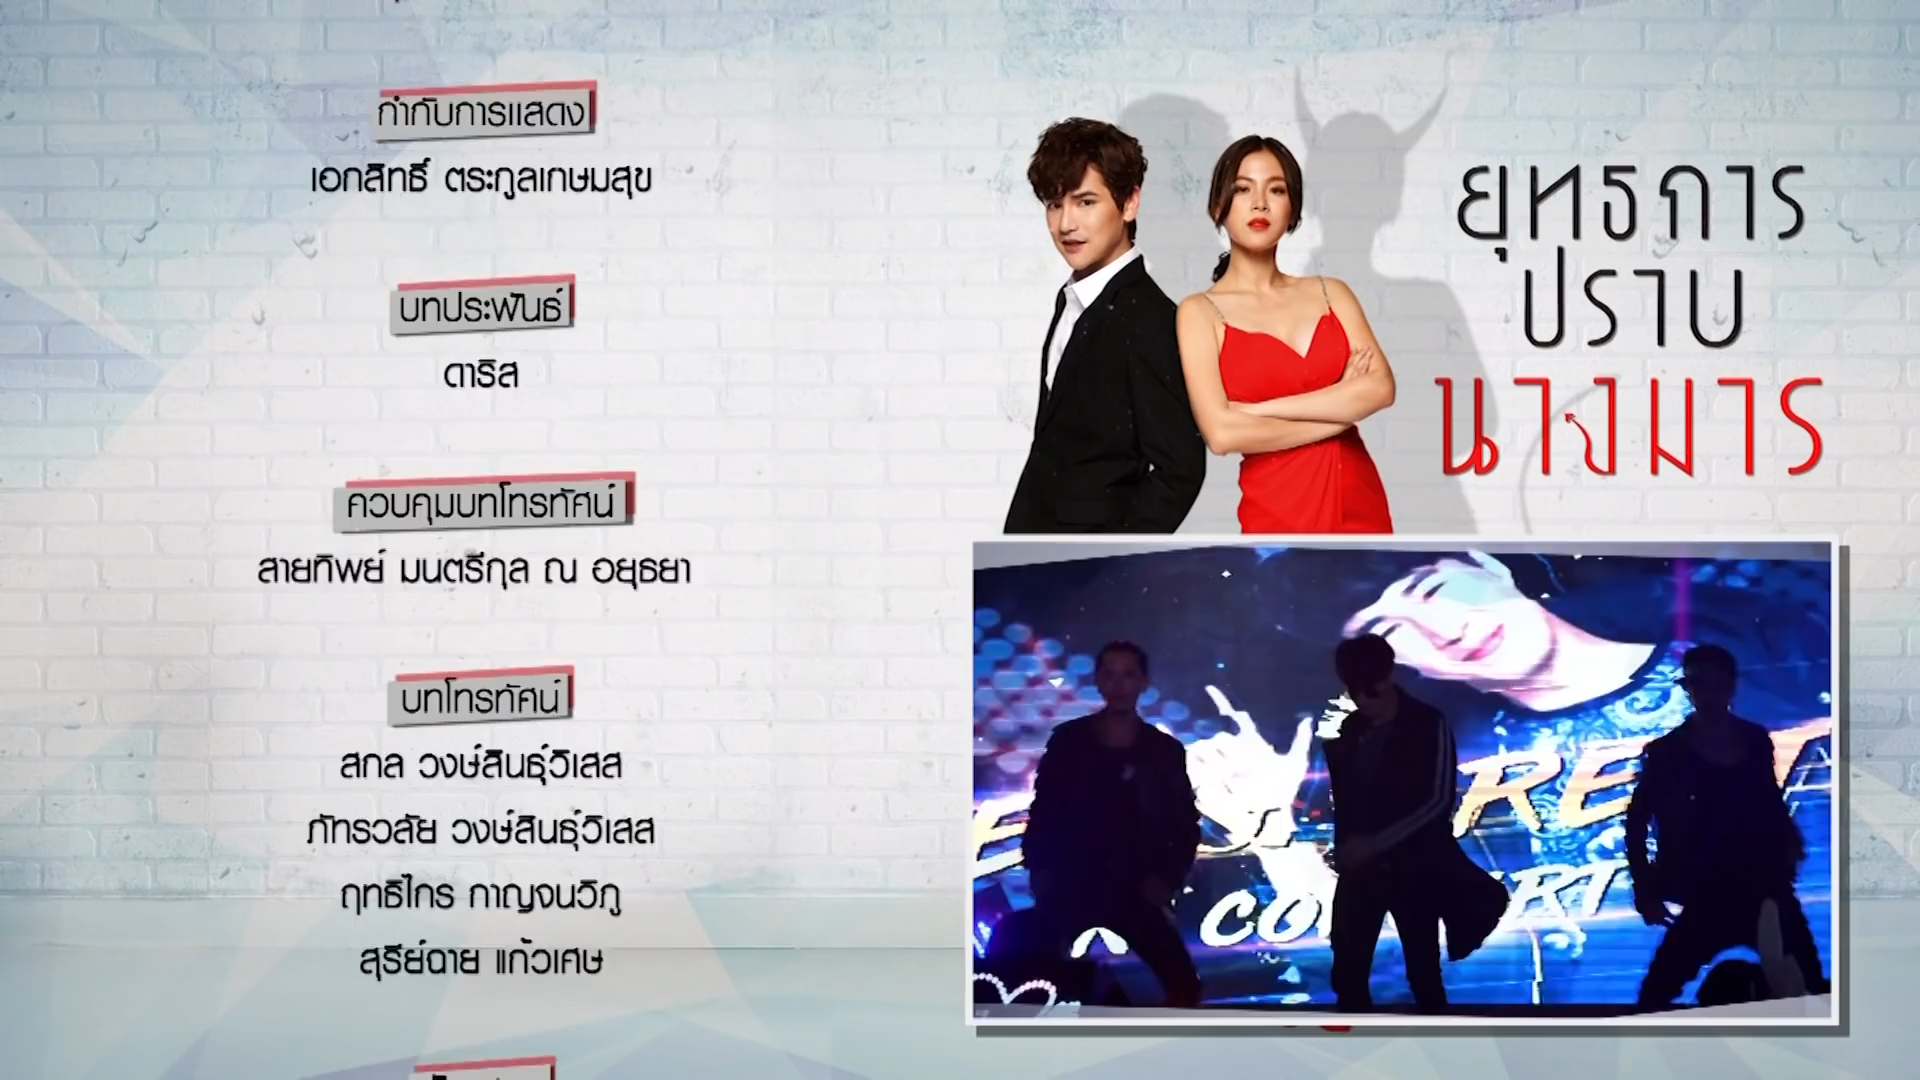 กำกับการแสดง
เอกสิทธิ์ ตระกูลเกษมสุข
บทประพันธ์
ดาริส
ควบคุมบทโทรทัศน์
สายทิพย์ มนตรีกุล ณ อยุธยา
บทโทรทัศน์
สกล วงษ์สินธุ์วิเสส
ภัทรวลัย วงษ์สินธุ์วิเสส
ฤทธิไกร กาญจนวิภู
สุรีย์ฉาย แก้วเศษ
ยุทธการ
ปราบ
นางมาร